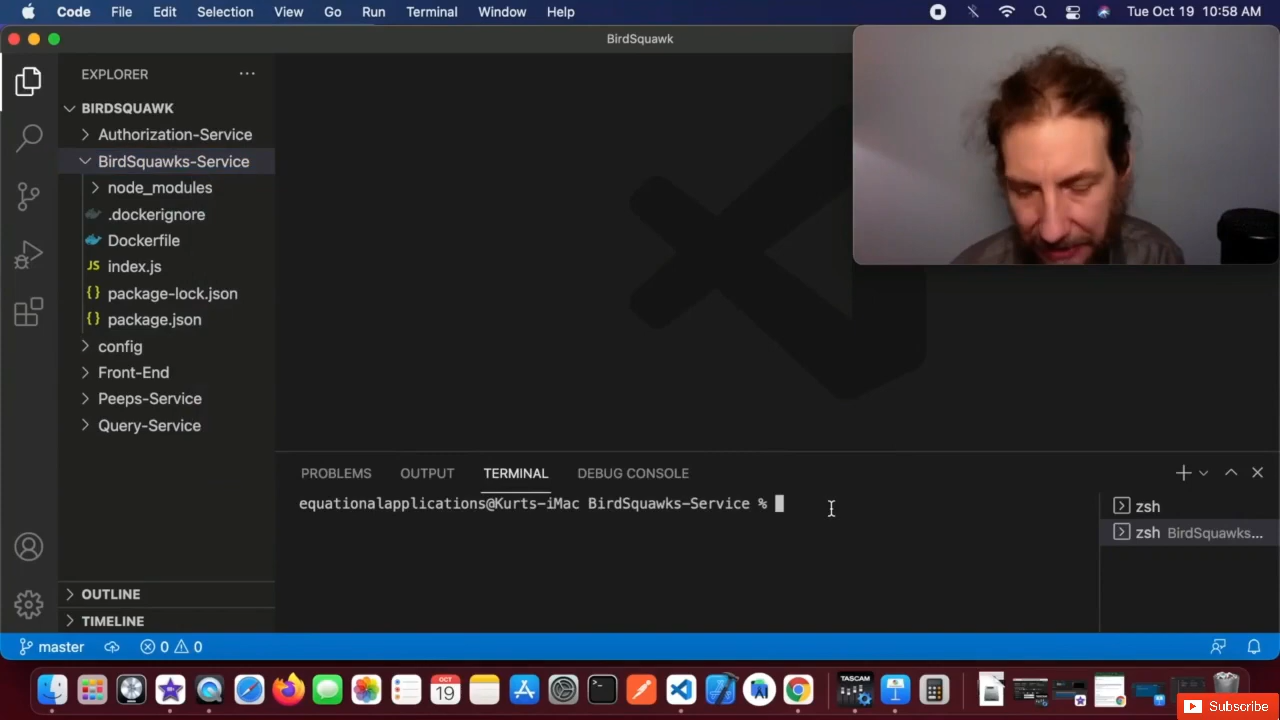 Code File Edit Selection View Go Run Terminal Window Help Tue Oct 19 10:58 AM
BirdSquawk
EXPLORER
BIRDSQUAWK
Authorization-Service
BirdSquawks-Service
node_modules
.dockerignore
Dockerfile
JS index.js
{} package-lock.json
{} package.json
config
Front-End
Peeps-Service
Query-Service
OUTLINE
TIMELINE
PROBLEMS OUTPUT TERMINAL DEBUG CONSOLE
equationalapplications@Kurts-iMac BirdSquawks-Service %
zsh
zsh BirdSquawks...
master 0 0
OCT
19
TASCAM
Subscribe